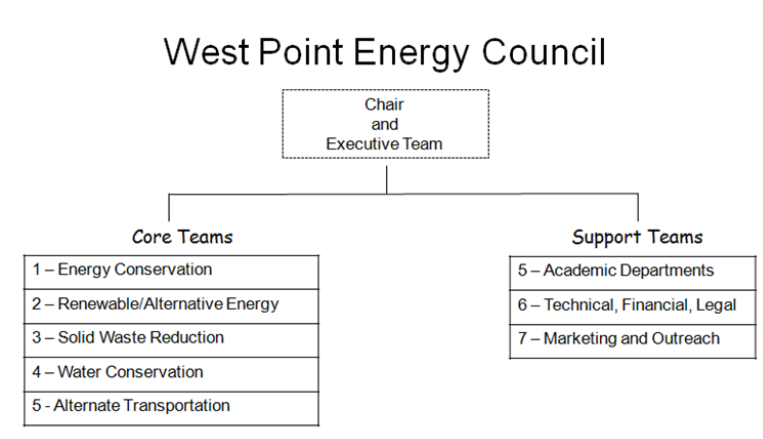 West Point Energy Council
Chair
and
Executive Team
Core Teams
1 – Energy Conservation
2 – Renewable/Alternative Energy
3 – Solid Waste Reduction
4 – Water Conservation
5 - Alternate Transportation
Support Teams
5 – Academic Departments
6 – Technical, Financial, Legal
7 – Marketing and Outreach